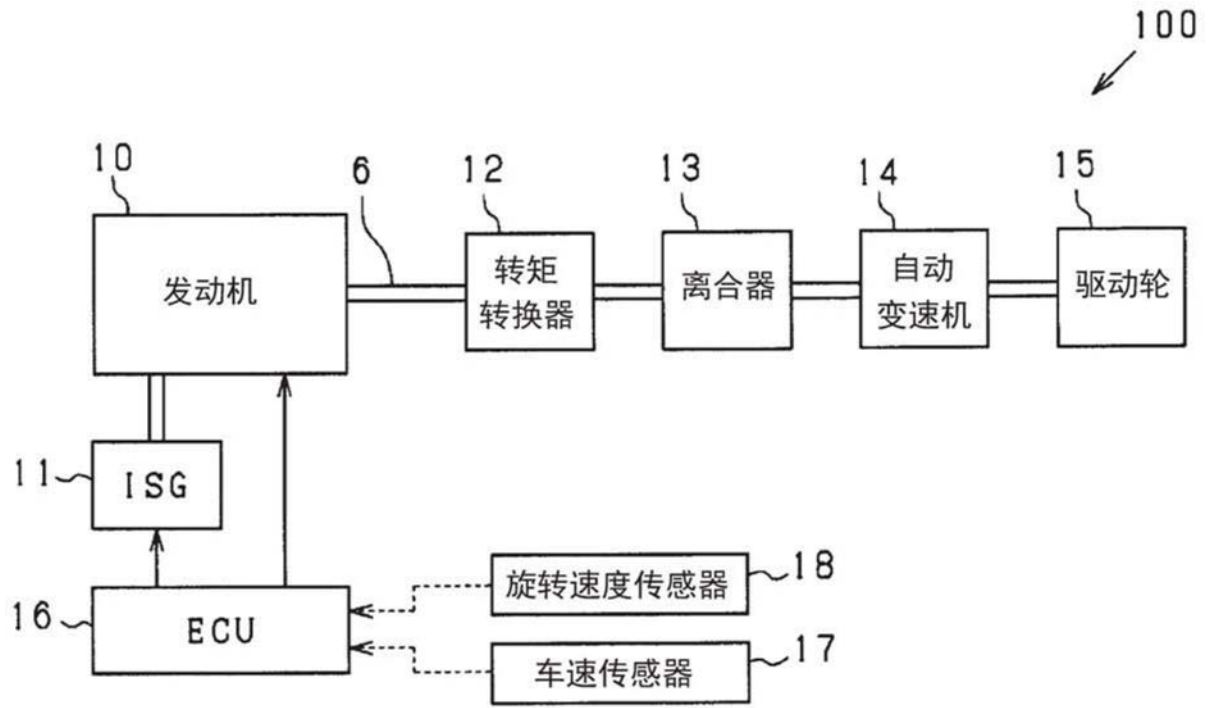 100
10
6
12
13
14
15
发动机
转矩
转换器
离合器
自动
变速机
驱动轮
11
ISG
16
ECU
旋转速度传感器
18
车速传感器
17